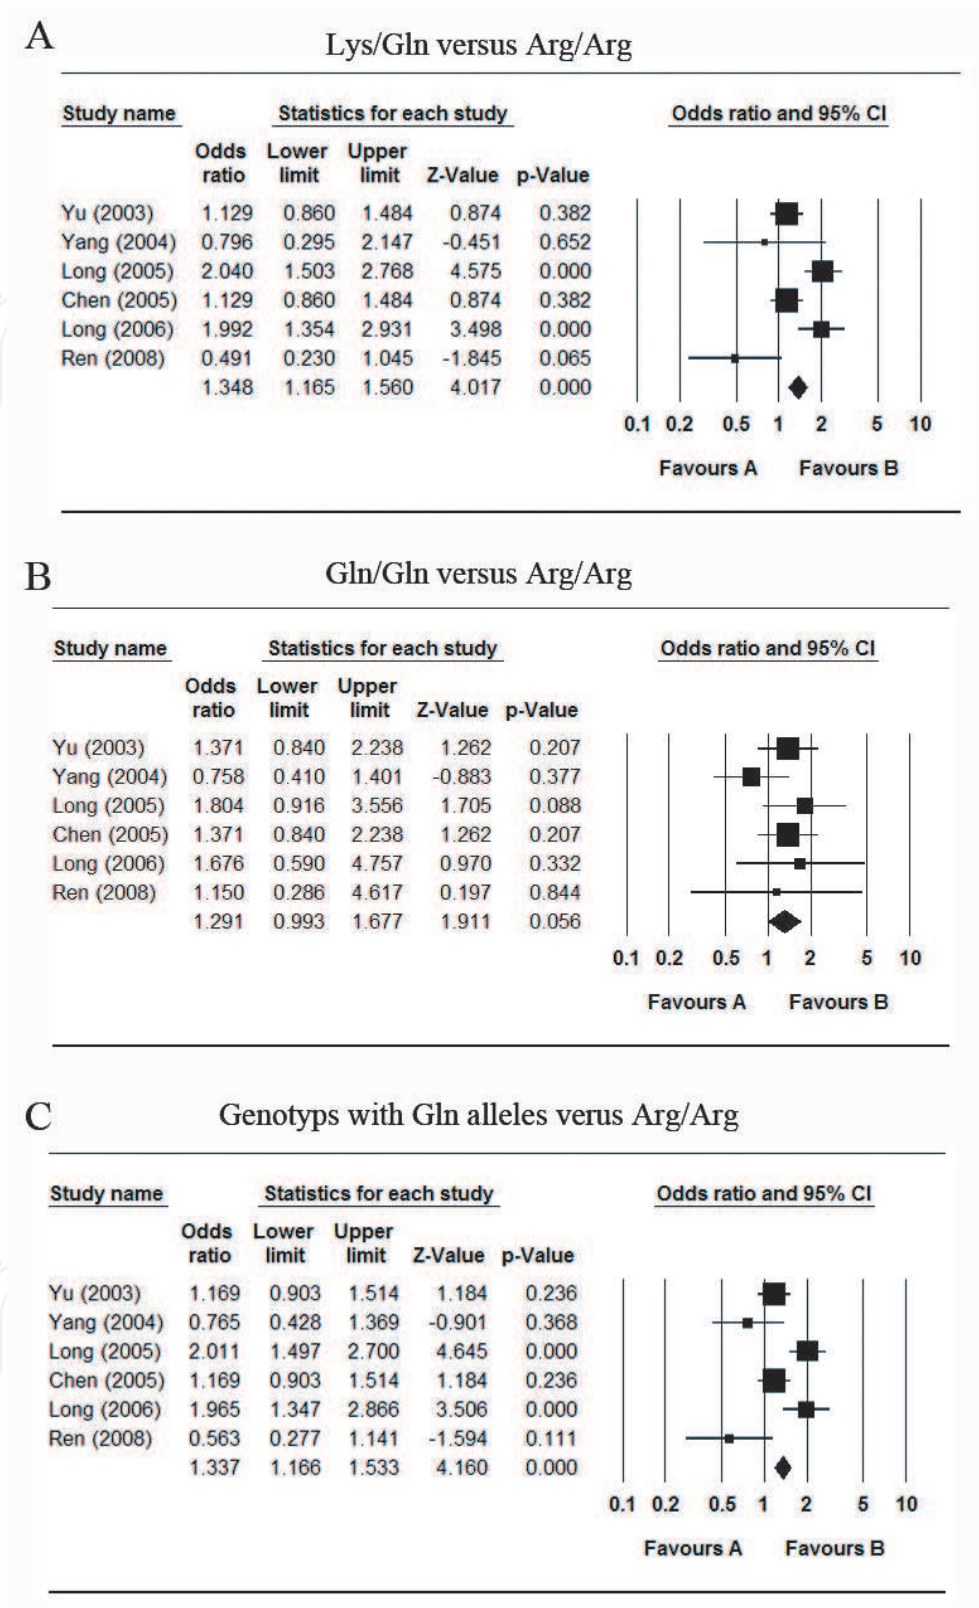 A
Lys/Gln versus Arg/Arg
Study name Statistics for each study Odds ratio and 95% CI
Odds Lower Upper
ratio limit limit Z-Value p-Value
Yu (2003) 1.129 0.860 1.484 0.874 0.382
Yang (2004) 0.796 0.295 2.147 -0.451 0.652
Long (2005) 2.040 1.503 2.768 4.575 0.000
Chen (2005) 1.129 0.860 1.484 0.874 0.382
Long (2006) 1.992 1.354 2.931 3.498 0.000
Ren (2008) 0.491 0.230 1.045 -1.845 0.065
1.348 1.165 1.560 4.017 0.000
0.1 0.2 0.5 1 2 5 10
Favours A Favours B
B
Gln/Gln versus Arg/Arg
Study name Statistics for each study Odds ratio and 95% CI
Odds Lower Upper
ratio limit limit Z-Value p-Value
Yu (2003) 1.371 0.840 2.238 1.262 0.207
Yang (2004) 0.758 0.410 1.401 -0.883 0.377
Long (2005) 1.804 0.916 3.556 1.705 0.088
Chen (2005) 1.371 0.840 2.238 1.262 0.207
Long (2006) 1.676 0.590 4.757 0.970 0.332
Ren (2008) 1.150 0.286 4.617 0.197 0.844
1.291 0.993 1.677 1.911 0.056
0.1 0.2 0.5 1 2 5 10
Favours A Favours B
C
Genotyps with Gln alleles verus Arg/Arg
Study name Statistics for each study Odds ratio and 95% CI
Odds Lower Upper
ratio limit limit Z-Value p-Value
Yu (2003) 1.169 0.903 1.514 1.184 0.236
Yang (2004) 0.765 0.428 1.369 -0.901 0.368
Long (2005) 2.011 1.497 2.700 4.645 0.000
Chen (2005) 1.169 0.903 1.514 1.184 0.236
Long (2006) 1.965 1.347 2.866 3.506 0.000
Ren (2008) 0.563 0.277 1.141 -1.594 0.111
1.337 1.166 1.533 4.160 0.000
0.1 0.2 0.5 1 2 5 10
Favours A Favours B